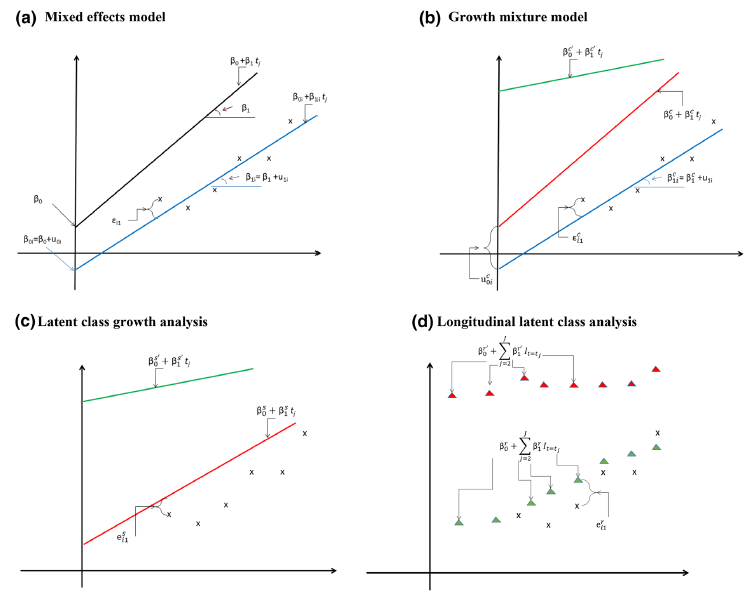 (a) Mixed effects model
β₀ +β₁ tⱼ
β₀ᵢ +β₁ᵢ tⱼ
β₁
x
x x
β₁ᵢ= β₁ +u₁ᵢ
x
β₀
x
x
εᵢ₁
β₀ᵢ=β₀+u₀ᵢ
(b) Growth mixture model
β₀ᶜ′ + β₁ᶜ′ tⱼ
β₀ᶜ + β₁ᶜ tⱼ
x
x x
β₁ᵢᶜ= β₁ᶜ +u₁ᵢ
x
x
x
εᵢ₁ᶜ
u₀ᵢᶜ
(c) Latent class growth analysis
β₀ˢ′ + β₁ˢ′ tⱼ
β₀ˢ + β₁ˢ tⱼ
x
x x
x
x
x
eᵢ₁ˢ
(d) Longitudinal latent class analysis
β₀ʳ′ + ∑ⱼ₌₂ᴶ β₁ʳ′ Iₜ₌ₜⱼ
x
β₀ʳ + ∑ⱼ₌₂ᴶ β₁ʳ Iₜ₌ₜⱼ
x x
x
x
x
eᵢ₁ʳ